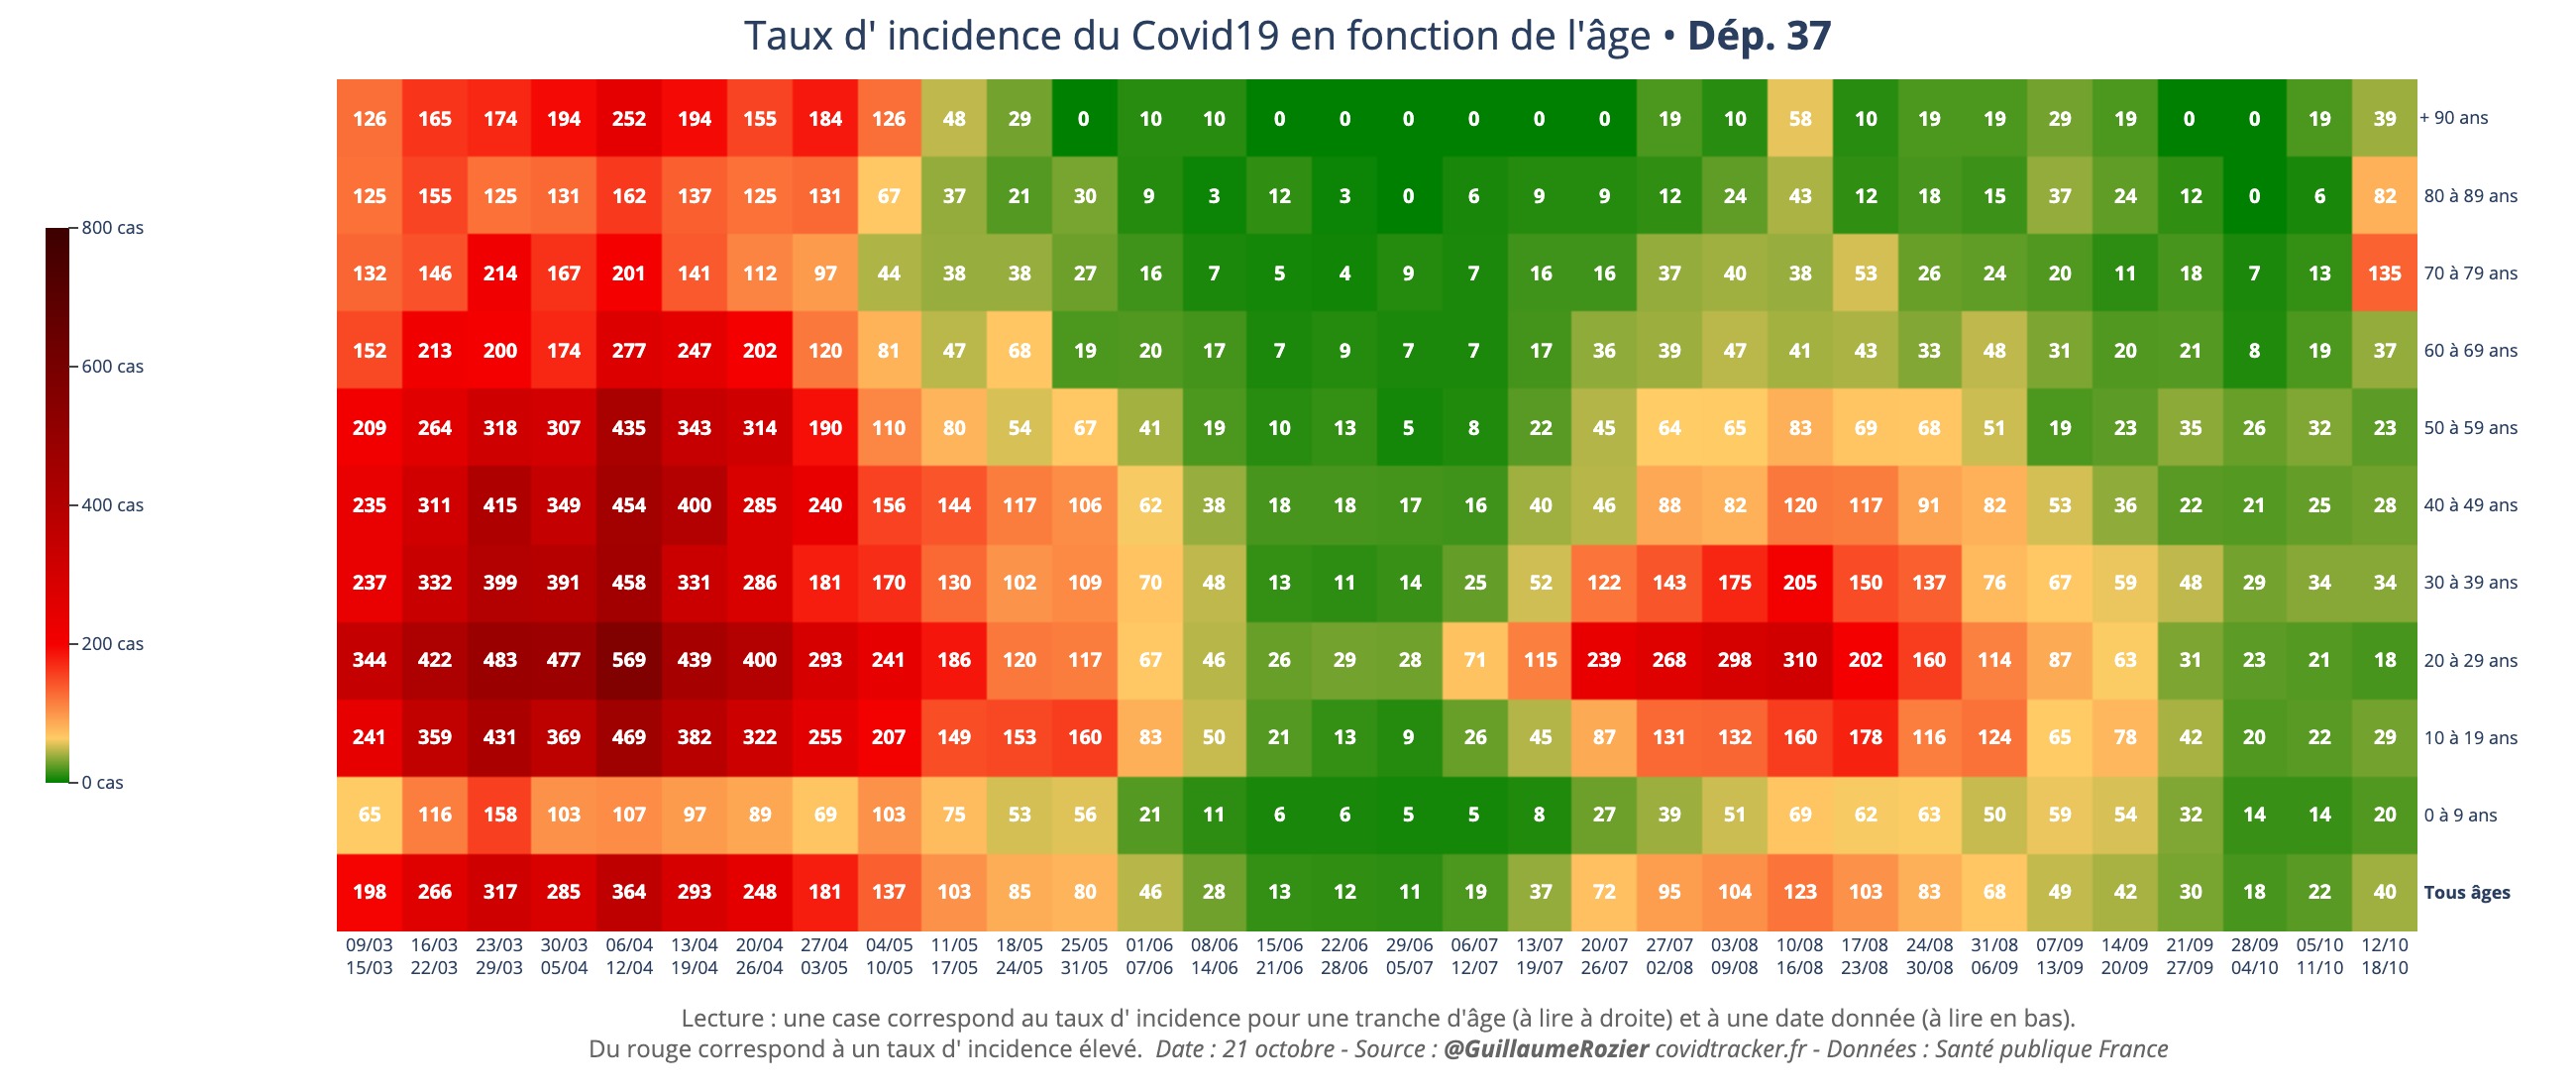 Taux d' incidence du Covid19 en fonction de l'âge • Dép. 37
126 165 174 194 252 194 155 184 126 48 29 0 10 10 0 0 0 0 0 0 19 10 58 10 19 19 29 19 0 0 19 39 + 90 ans
125 155 125 131 162 137 125 131 67 37 21 30 9 3 12 3 0 6 9 9 12 24 43 12 18 15 37 24 12 0 6 82 80 à 89 ans
800 cas
132 146 214 167 201 141 112 97 44 38 38 27 16 7 5 4 9 7 16 16 37 40 38 53 26 24 20 11 18 7 13 135 70 à 79 ans
152 213 200 174 277 247 202 120 81 47 68 19 20 17 7 9 7 7 17 36 39 47 41 43 33 48 31 20 21 8 19 37 60 à 69 ans
600 cas
209 264 318 307 435 343 314 190 110 80 54 67 41 19 10 13 5 8 22 45 64 65 83 69 68 51 19 23 35 26 32 23 50 à 59 ans
400 cas
235 311 415 349 454 400 285 240 156 144 117 106 62 38 18 18 17 16 40 46 88 82 120 117 91 82 53 36 22 21 25 28 40 à 49 ans
237 332 399 391 458 331 286 181 170 130 102 109 70 48 13 11 14 25 52 122 143 175 205 150 137 76 67 59 48 29 34 34 30 à 39 ans
200 cas
344 422 483 477 569 439 400 293 241 186 120 117 67 46 26 29 28 71 115 239 268 298 310 202 160 114 87 63 31 23 21 18 20 à 29 ans
241 359 431 369 469 382 322 255 207 149 153 160 83 50 21 13 9 26 45 87 131 132 160 178 116 124 65 78 42 20 22 29 10 à 19 ans
0 cas
65 116 158 103 107 97 89 69 103 75 53 56 21 11 6 6 5 5 8 27 39 51 69 62 63 50 59 54 32 14 14 20 0 à 9 ans
198 266 317 285 364 293 248 181 137 103 85 80 46 28 13 12 11 19 37 72 95 104 123 103 83 68 49 42 30 18 22 40 Tous âges
09/03 16/03 23/03 30/03 06/04 13/04 20/04 27/04 04/05 11/05 18/05 25/05 01/06 08/06 15/06 22/06 29/06 06/07 13/07 20/07 27/07 03/08 10/08 17/08 24/08 31/08 07/09 14/09 21/09 28/09 05/10 12/10
15/03 22/03 29/03 05/04 12/04 19/04 26/04 03/05 10/05 17/05 24/05 31/05 07/06 14/06 21/06 28/06 05/07 12/07 19/07 26/07 02/08 09/08 16/08 23/08 30/08 06/09 13/09 20/09 27/09 04/10 11/10 18/10
Lecture : une case correspond au taux d' incidence pour une tranche d'âge (à lire à droite) et à une date donnée (à lire en bas).
Du rouge correspond à un taux d' incidence élevé. Date : 21 octobre - Source : @GuillaumeRozier covidtracker.fr - Données : Santé publique France